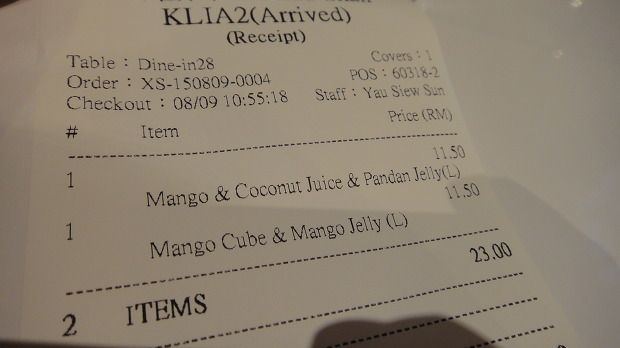 KLIA2(Arrived)
(Receipt)
Table : Dine-in28 Covers : 1
Order : XS-150809-0004 POS : 60318-2
Checkout : 08/09 10:55:18 Staff : Yau Siew Sun
# Item Price (RM)
1 11.50
Mango & Coconut Juice & Pandan Jelly(L)
1 11.50
Mango Cube & Mango Jelly (L)
2 ITEMS 23.00